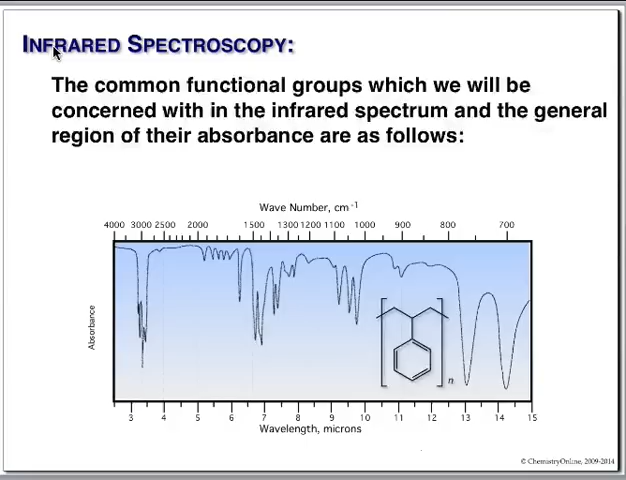 INFRARED SPECTROSCOPY:
The common functional groups which we will be
concerned with in the infrared spectrum and the general
region of their absorbance are as follows:
Wave Number, cm-1
4000 3000 2500 2000 1500 1300 1200 1100 1000 900 800 700
Absorbance
n
3 4 5 6 7 8 9 10 11 12 13 14 15
Wavelength, microns
© ChemistryOnline, 2009-2014